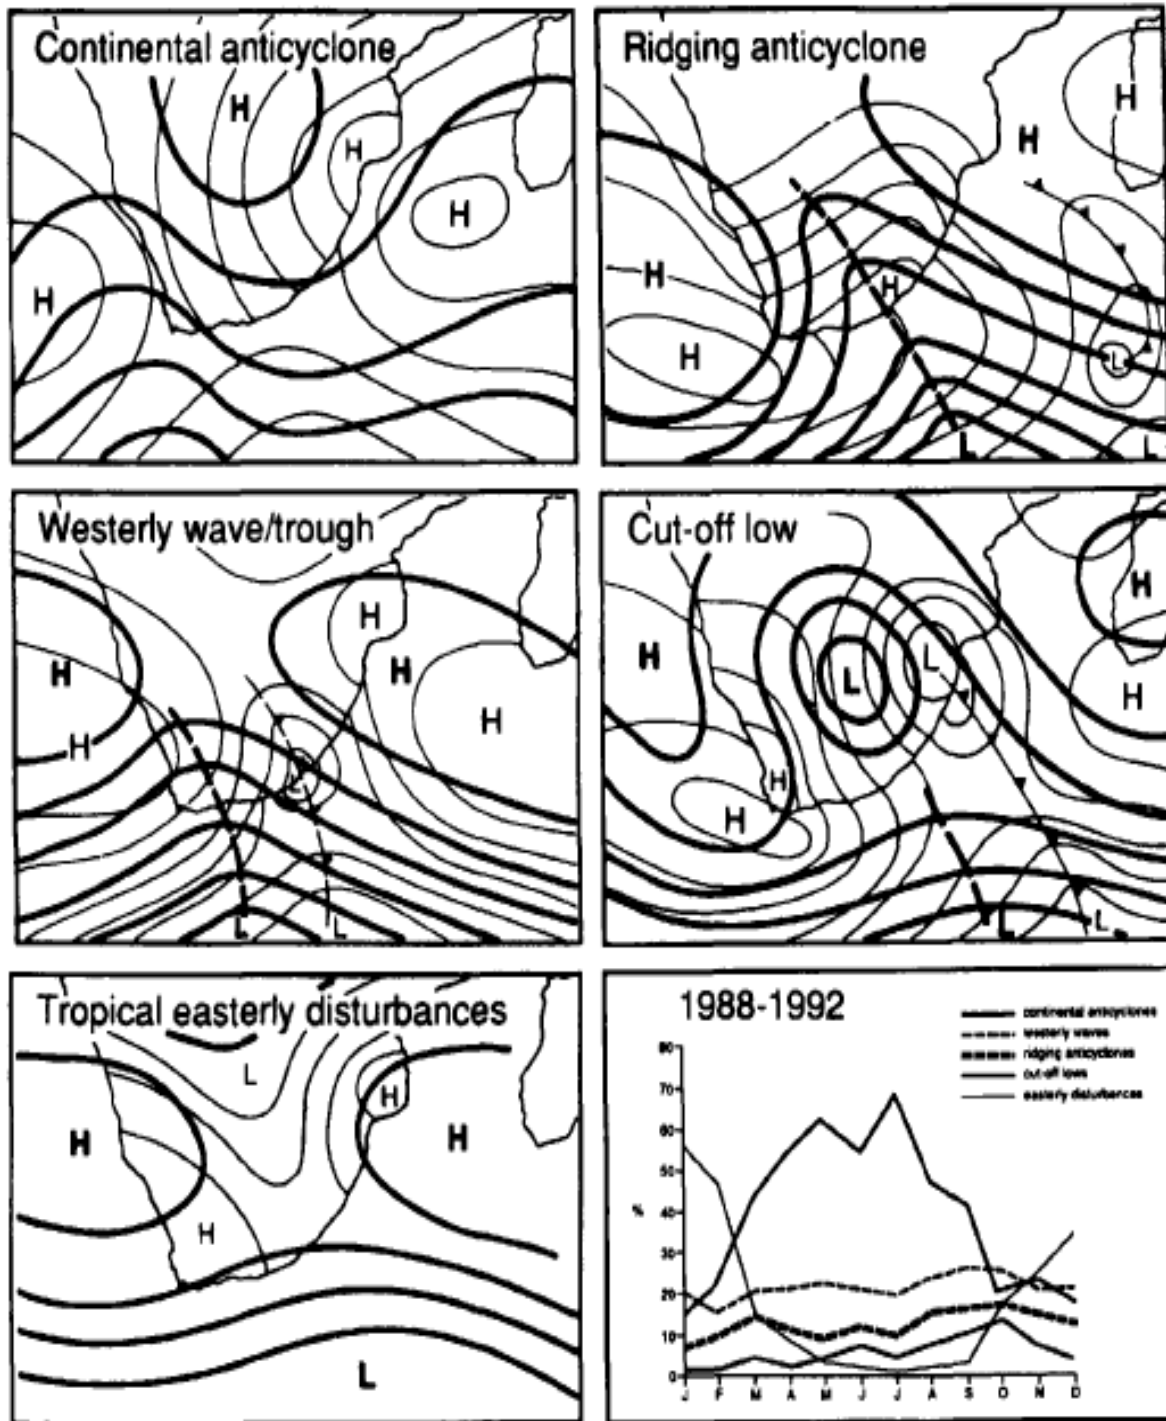 Continental anticyclone
H
H
H
H
Ridging anticyclone
H
H
H
H
H
L
L
L
Westerly wave/trough
H
H
H
H
H
L
L
L
Cut-off low
H
H
L
L
H
H
H
L
L
Tropical easterly disturbances
L
H
H
H
H
L
1988-1992
continental anticyclones
westerly waves
ridging anticyclones
cut-off lows
easterly disturbances
80
70
60
50
%
40
30
20
10
0
J F M A M J J A S O N D